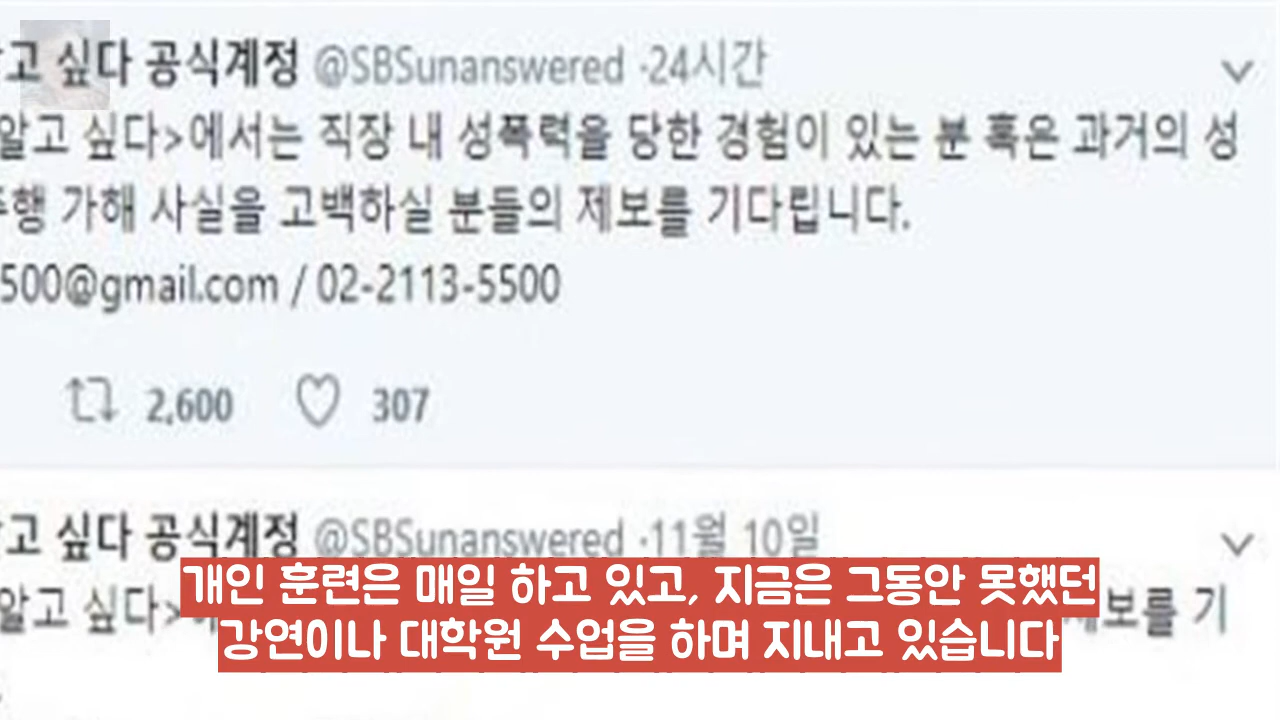 고 싶다 공식계정 @SBSunanswered ·24시간
알고 싶다>에서는 직장 내 성폭력을 당한 경험이 있는 분 혹은 과거의 성
행 가해 사실을 고백하실 분들의 제보를 기다립니다.
500@gmail.com / 02-2113-5500
2,600 307
고 싶다 공식계정 @SBSunanswered ·11월 10일
알고 싶다> 제보를 기
개인 훈련은 매일 하고 있고, 지금은 그동안 못했던
강연이나 대학원 수업을 하며 지내고 있습니다